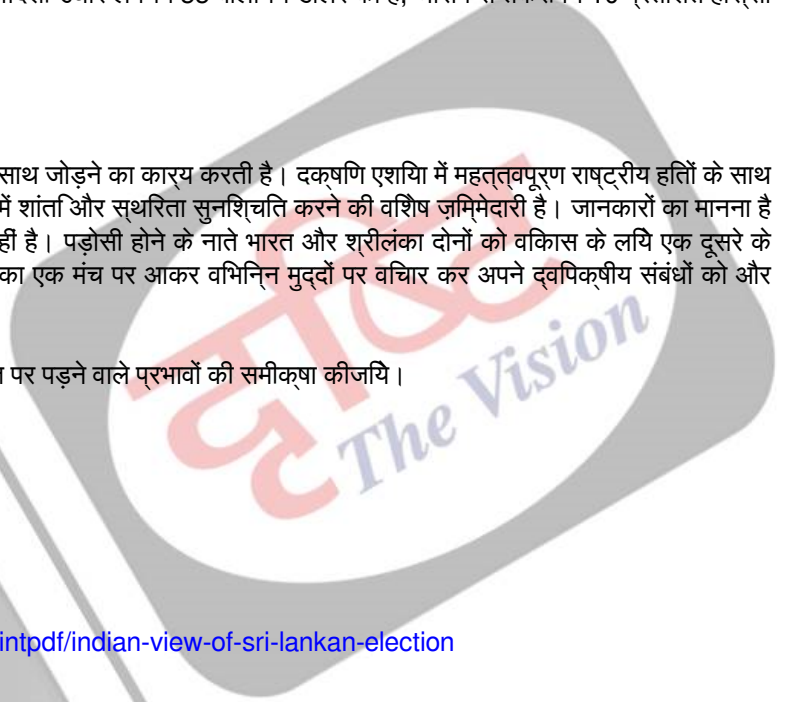 साथ जोड़ने का कार्य करती है। दक्षिण एशिया में महत्त्वपूर्ण राष्ट्रीय हितों के साथ
में शांति और स्थिरता सुनिश्चित करने की विशेष ज़िम्मेदारी है। जानकारों का मानना है
हीं है। पड़ोसी होने के नाते भारत और श्रीलंका दोनों को विकास के लिये एक दूसरे के
का एक मंच पर आकर विभिन्न मुद्दों पर विचार कर अपने द्विपक्षीय संबंधों को और
पर पड़ने वाले प्रभावों की समीक्षा कीजिये।
दृष्टि
The Vision
intpdf/indian-view-of-sri-lankan-election